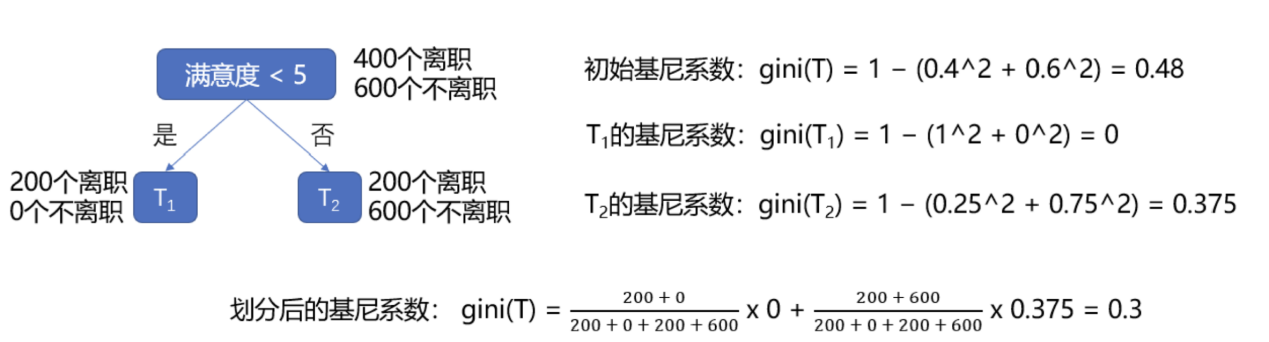 满意度 < 5
400个离职
600个不离职
是
否
200个离职
0个不离职
T₁
T₂
200个离职
600个不离职
初始基尼系数：gini(T) = 1 − (0.4^2 + 0.6^2) = 0.48
T₁的基尼系数：gini(T₁) = 1 − (1^2 + 0^2) = 0
T₂的基尼系数：gini(T₂) = 1 − (0.25^2 + 0.75^2) = 0.375
划分后的基尼系数： gini(T) = (200 + 0)/(200 + 0 + 200 + 600) x 0 + (200 + 600)/(200 + 0 + 200 + 600) x 0.375 = 0.3